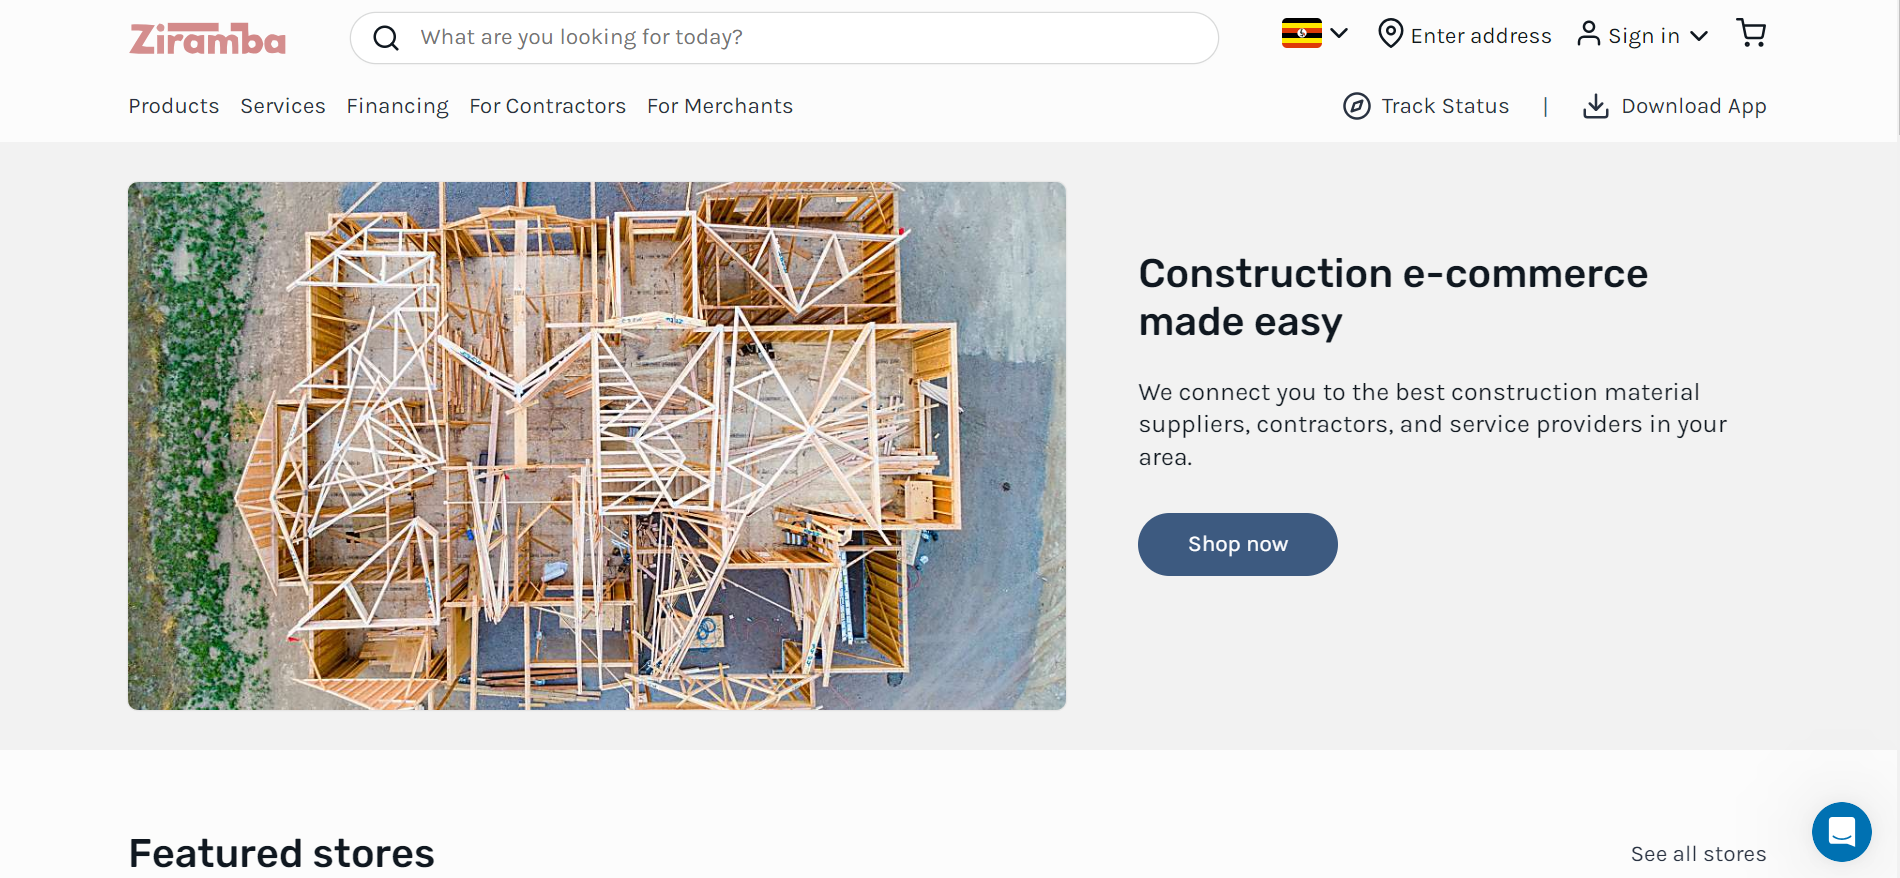 Ziramba
What are you looking for today?
Enter address
Sign in
Products
Services
Financing
For Contractors
For Merchants
Track Status
|
Download App
Construction e-commerce
made easy
We connect you to the best construction material
suppliers, contractors, and service providers in your
area.
Shop now
Featured stores
See all stores